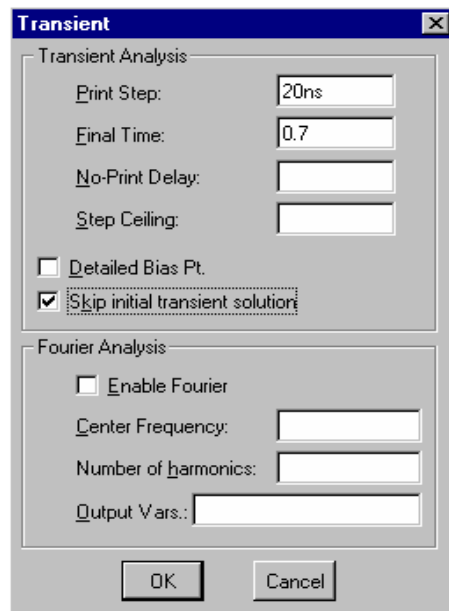 Transient
Transient Analysis
Print Step: 20ns
Final Time: 0.7
No-Print Delay:
Step Ceiling:
Detailed Bias Pt.
Skip initial transient solution
Fourier Analysis
Enable Fourier
Center Frequency:
Number of harmonics:
Output Vars.:
OK Cancel